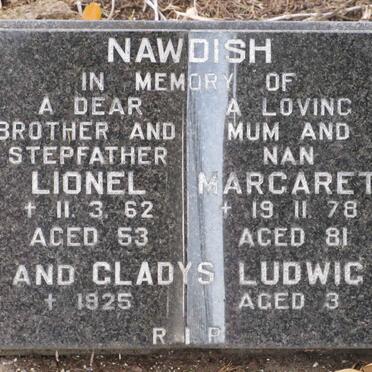 NAWDISH
IN MEMORY OF
A DEAR
BROTHER AND
STEPFATHER
LIONEL
+ 11. 3. 62
AGED 53
A LOVING
MUM AND
NAN
MARGARET
+ 19 11. 78
AGED 81
AND GLADYS LUDWIG
+ 1925 AGED 3
R I P